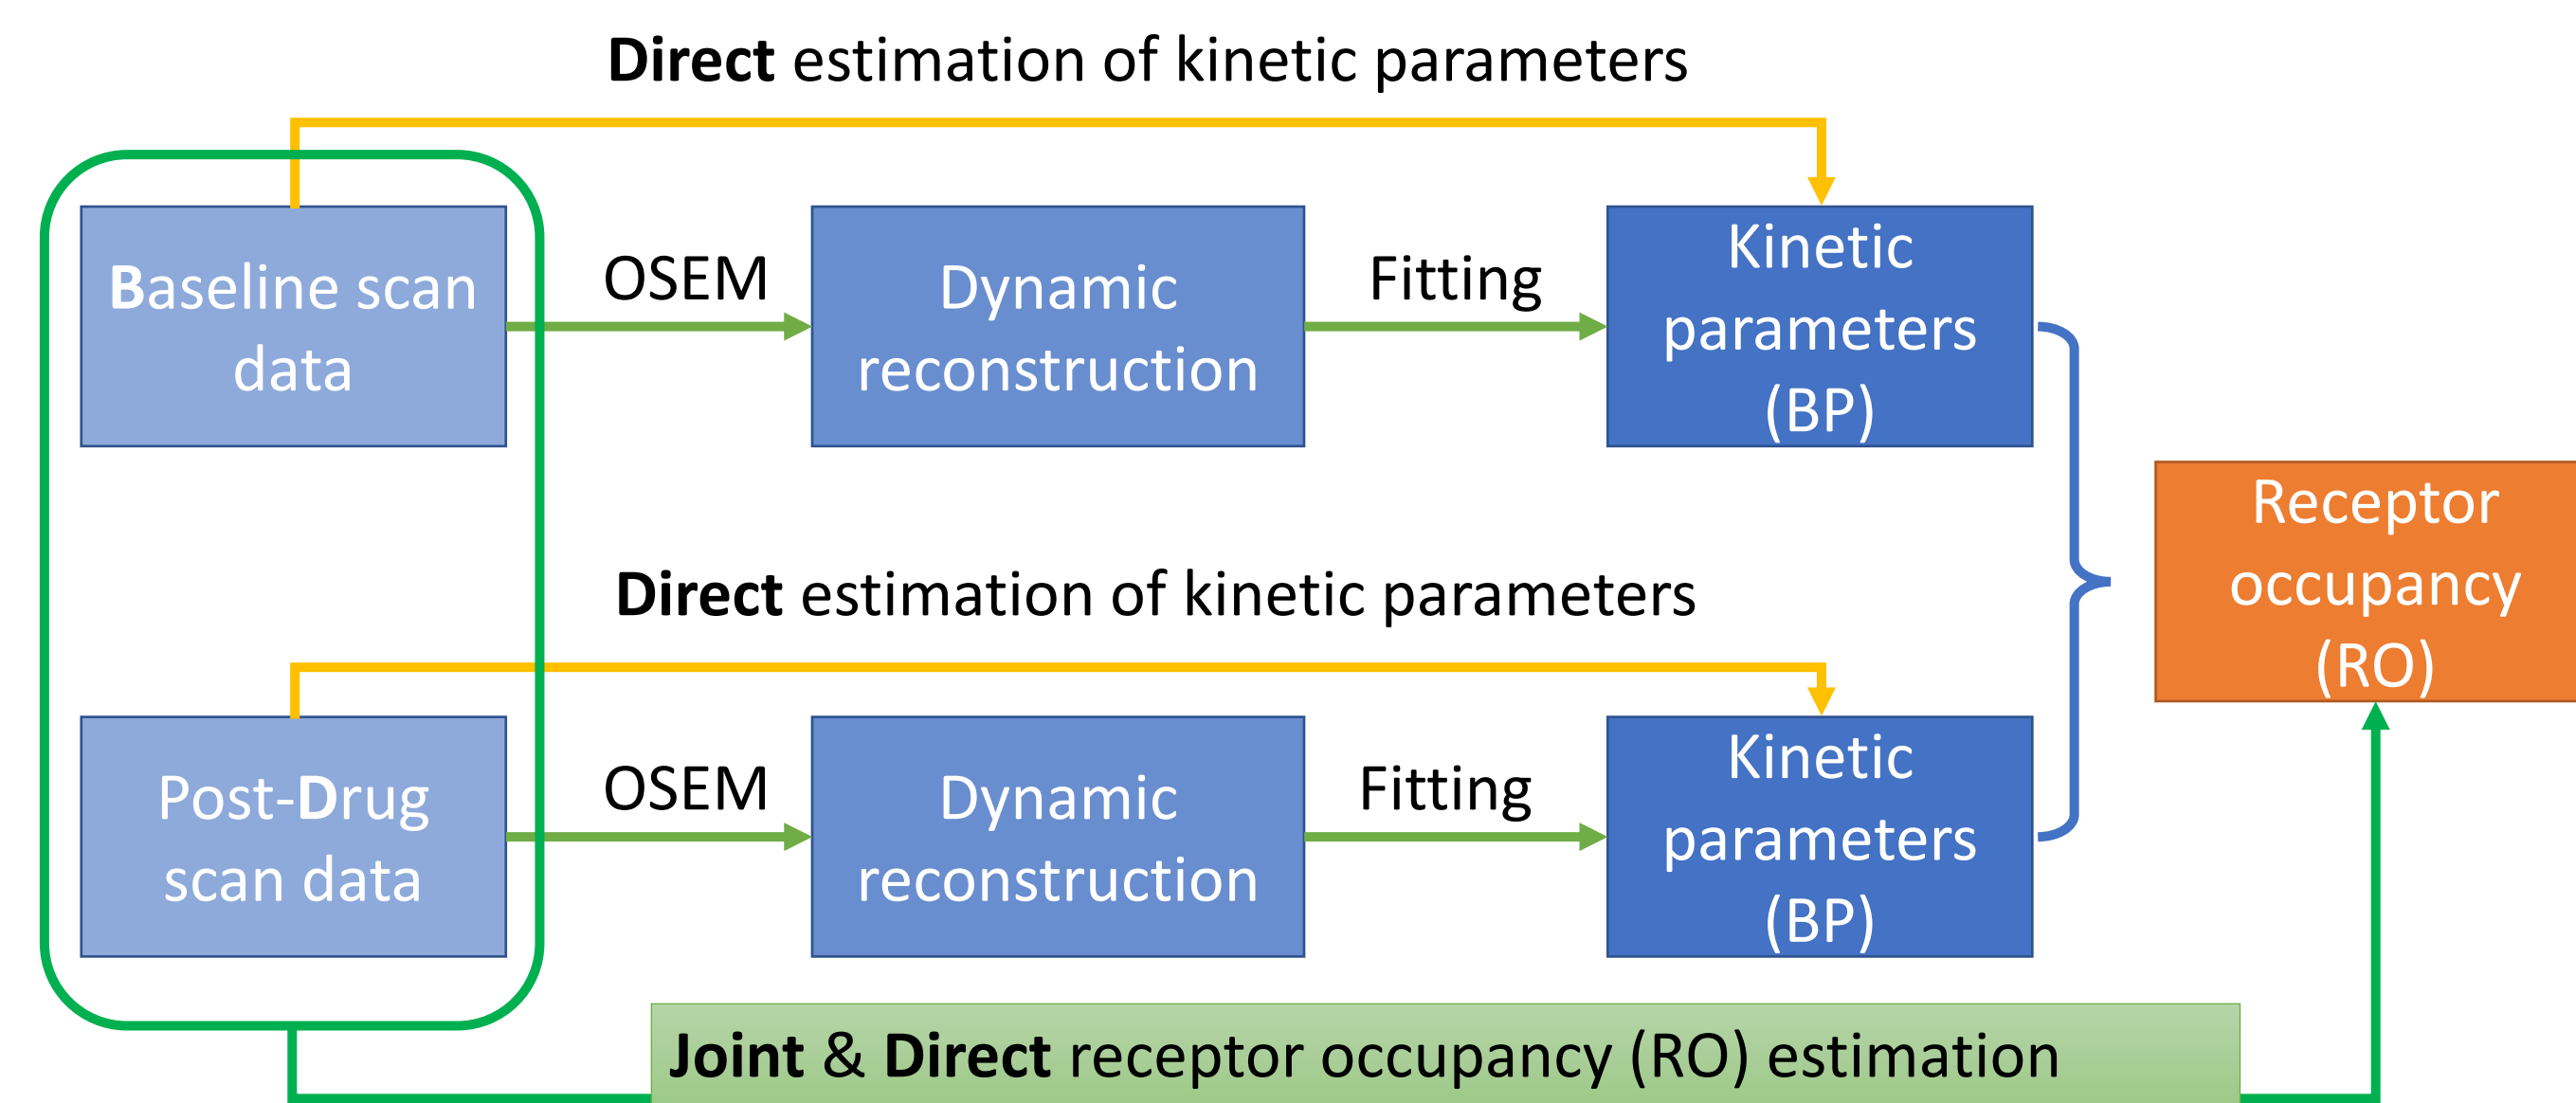 Direct estimation of kinetic parameters
Baseline scan
data
OSEM
Dynamic
reconstruction
Fitting
Kinetic
parameters
(BP)
Receptor
occupancy
(RO)
Direct estimation of kinetic parameters
Post-Drug
scan data
OSEM
Dynamic
reconstruction
Fitting
Kinetic
parameters
(BP)
Joint & Direct receptor occupancy (RO) estimation